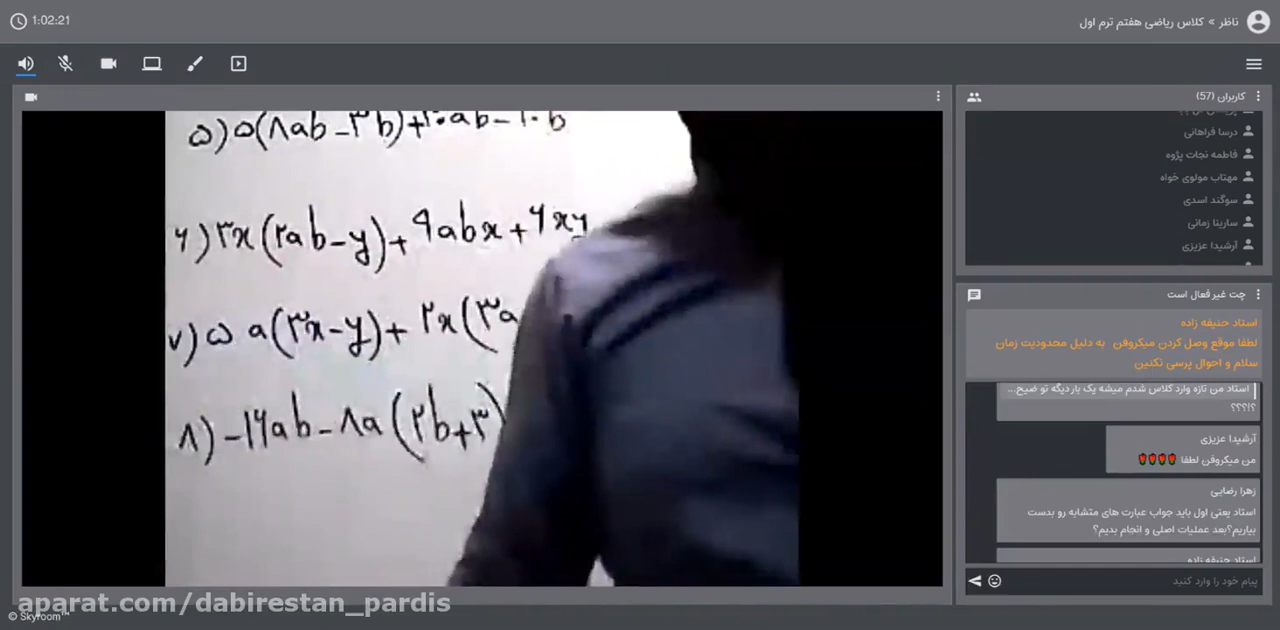 1:02:21
ناظر » کلاس ریاضی هفتم ترم اول
۵) ۵(۸ab-۳b)+۲۰ab-۱۰b
۶) ۳x(۲ab-y)+۹abx+۶xy
۷) ۵a(۳x-y)+۲x(۳a
۸) -۱۶ab-۸a(۲b+۳)
کاربران (57)
درسا فراهانی
فاطمه نجات پژوه
مهتاب مولوی خواه
سوگند اسدی
سارینا زمانی
آرشیدا عزیزی
چت غیر فعال است
استاد حنیفه زاده
لطفا موقع وصل کردن میکروفن به دلیل محدودیت زمان
سلام و احوال پرسی نکنین
استاد من تازه وارد کلاس شدم میشه یک بار دیگه تو ضیح...
؟!؟؟؟
آرشیدا عزیزی
من میکروفن لطفا
زهرا رضایی
استاد یعنی اول باید جواب عبارت های متشابه رو بدست
بیاریم؟بعد عملیات اصلی و انجام بدیم؟
استاد حنیفه زاده
پیام خود را وارد کنید
aparat.com/dabirestan_pardis
© Skyroom™